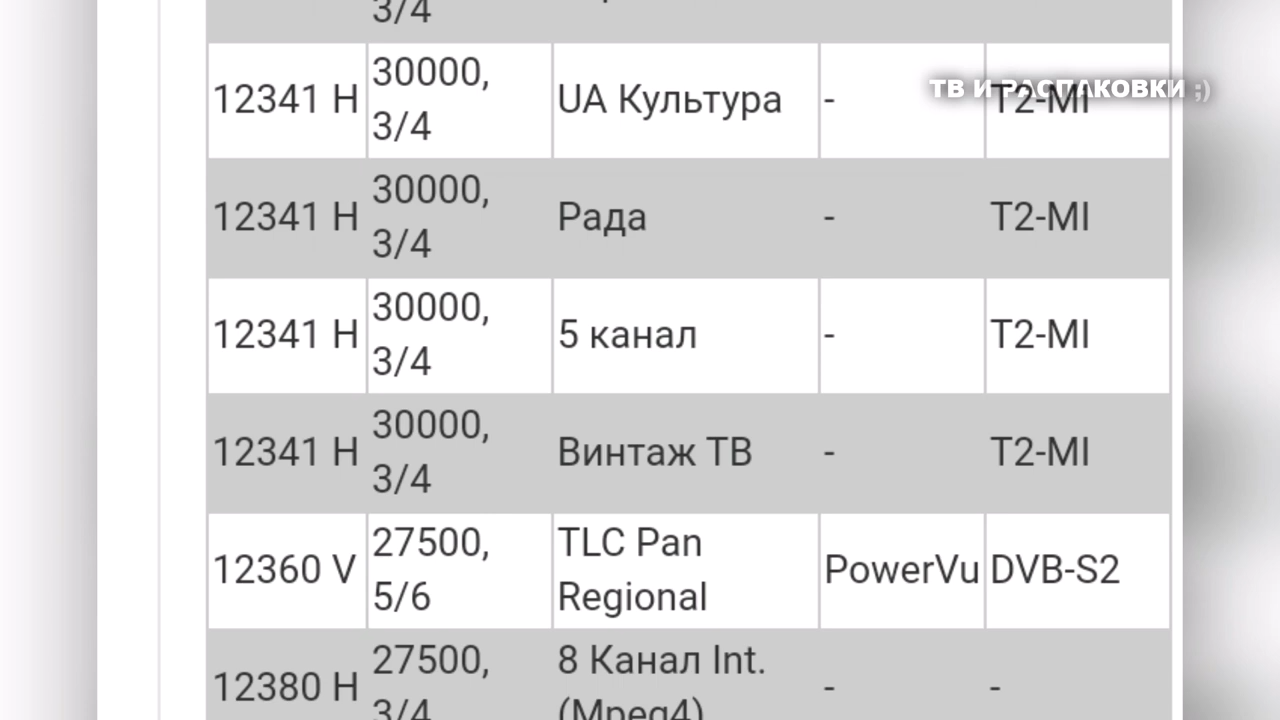 3/4
12341 H 30000, 3/4 UA Культура - T2-MI
ТВ И РАСПАКОВКИ ;)
12341 H 30000, 3/4 Рада - T2-MI
12341 H 30000, 3/4 5 канал - T2-MI
12341 H 30000, 3/4 Винтаж ТВ - T2-MI
12360 V 27500, 5/6 TLC Pan Regional PowerVu DVB-S2
12380 H 27500, 3/4 8 Канал Int. (Mpeg4) - -